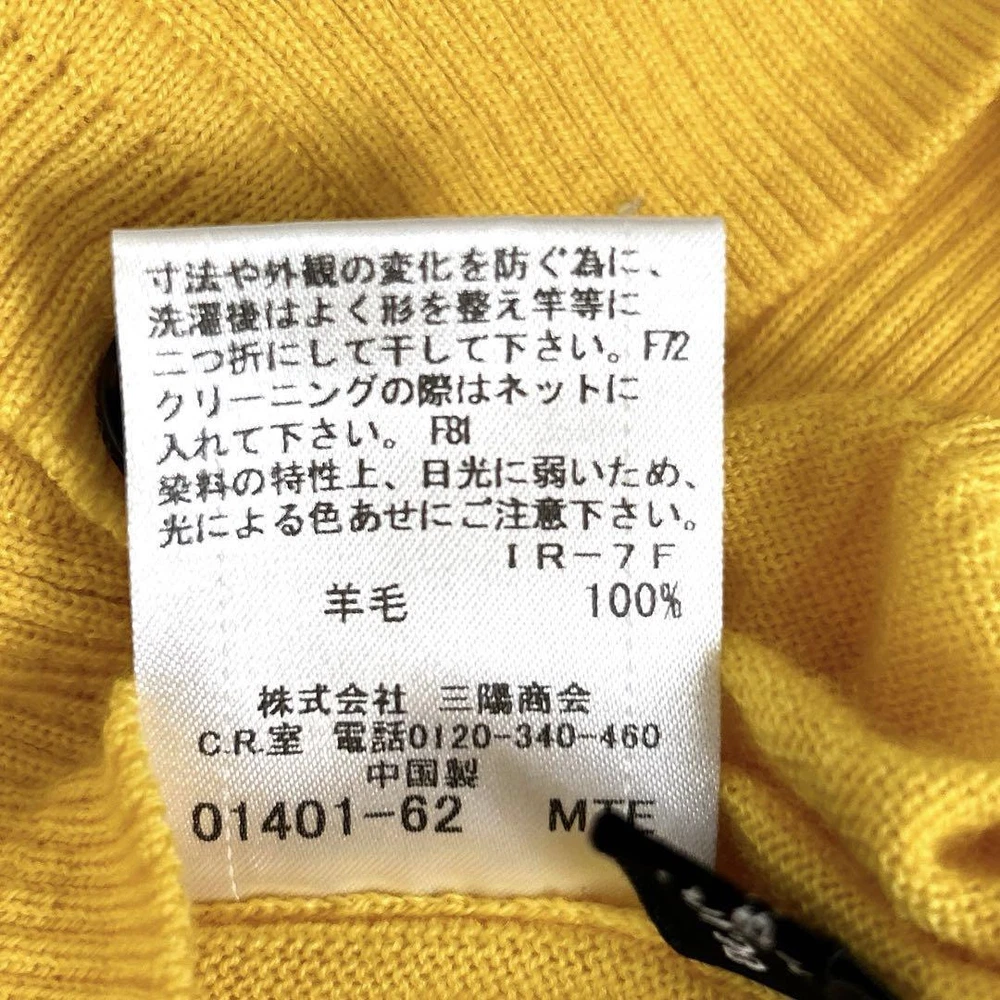 寸法や外観の変化を防ぐ為に、
洗濯後はよく形を整え竿等に
二つ折にして干して下さい。 F72
クリーニングの際はネットに
入れて下さい。 F81
染料の特性上、日光に弱いため、
光による色あせにご注意下さい。
IR-7F
羊毛 100%
株式会社 三陽商会
C.R.室 電話0120-340-460
中国製
01401-62 MTE